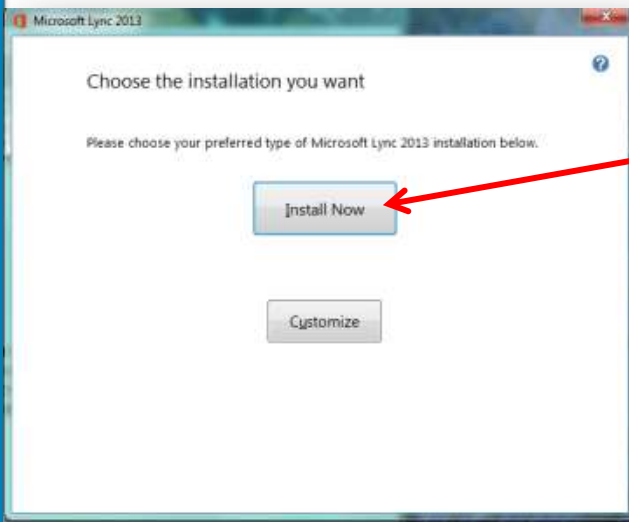 Microsoft Lync 2013
Choose the installation you want
Please choose your preferred type of Microsoft Lync 2013 installation below.
Install Now
Customize